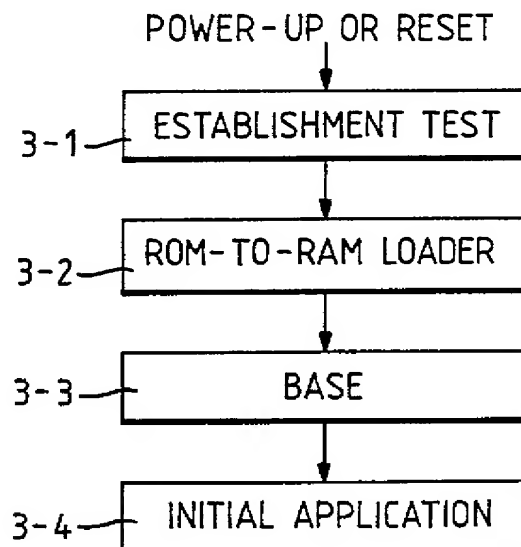 POWER-UP OR RESET
3-1 ESTABLISHMENT TEST
3-2 ROM-TO-RAM LOADER
3-3 BASE
3-4 INITIAL APPLICATION